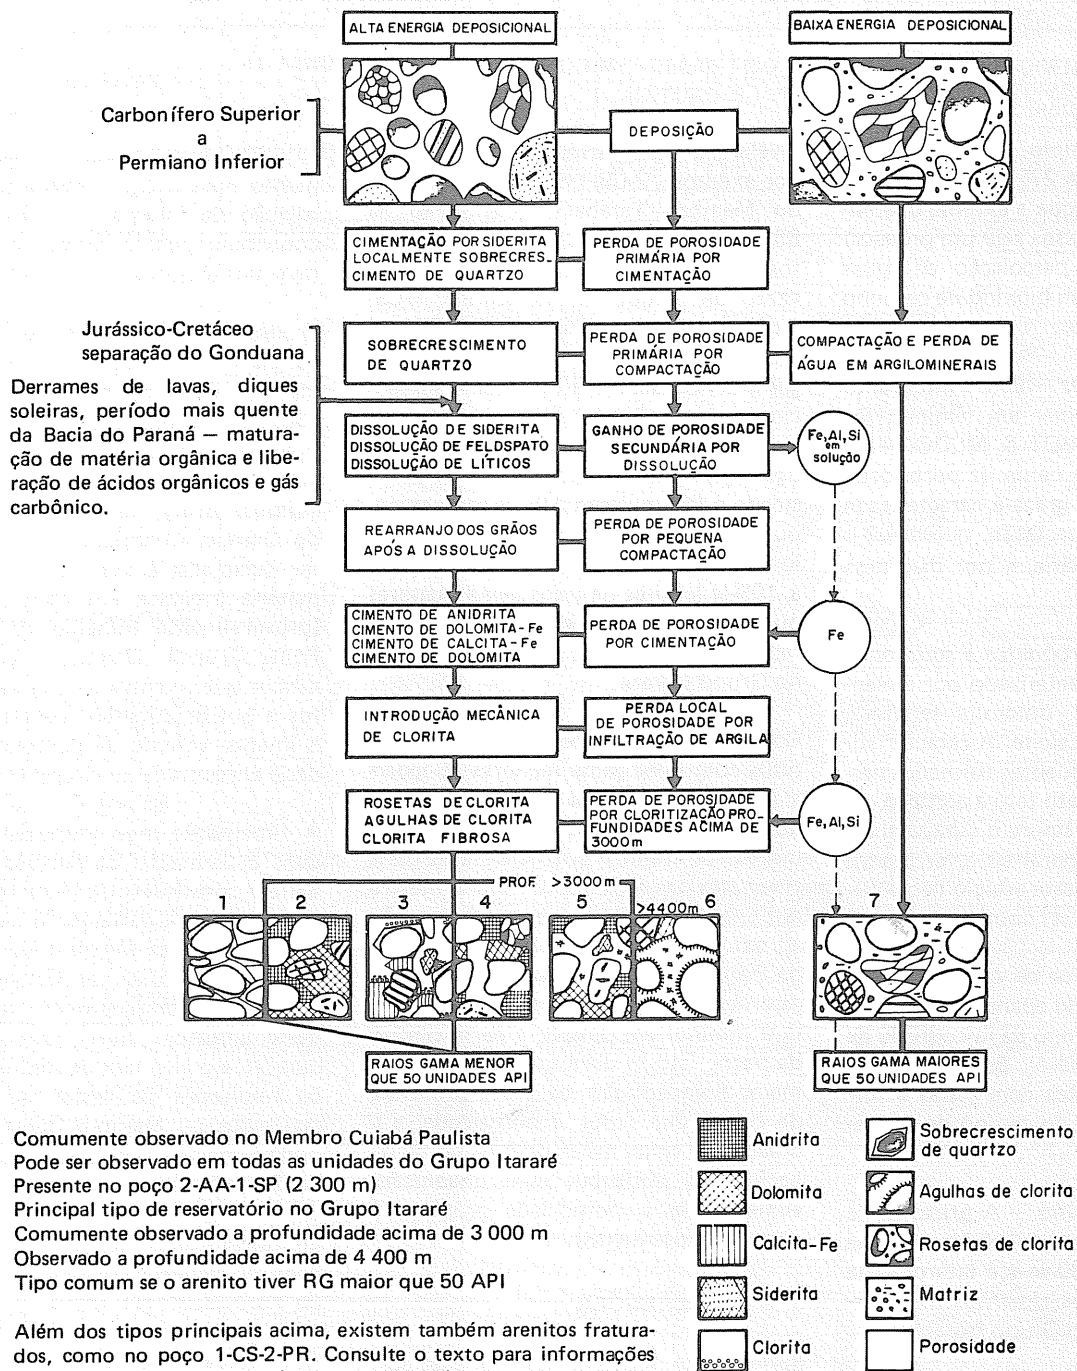 ALTA ENERGIA DEPOSICIONAL
BAIXA ENERGIA DEPOSICIONAL
Carbonífero Superior
a
Permiano Inferior
DEPOSIÇÃO
CIMENTAÇÃO POR SIDERITA
LOCALMENTE SOBRECRES_
CIMENTO DE QUARTZO
PERDA DE POROSIDADE
PRIMÁRIA POR
CIMENTAÇÃO
Jurássico-Cretáceo
separação do Gonduana
Derrames de lavas, diques
soleiras, período mais quente
da Bacia do Paraná — matura-
ção de matéria orgânica e libe-
ração de ácidos orgânicos e gás
carbônico.
SOBRECRESCIMENTO
DE QUARTZO
PERDA DE POROSIDADE
PRIMÁRIA POR
COMPACTAÇÃO
COMPACTAÇÃO E PERDA DE
ÁGUA EM ARGILOMINERAIS
DISSOLUÇÃO DE SIDERITA
DISSOLUÇÃO DE FELDSPATO
DISSOLUÇÃO DE LÍTICOS
GANHO DE POROSIDADE
SECUNDÁRIA POR
DISSOLUÇÃO
Fe, Al, Si
em
solução
REARRANJO DOS GRÃOS
APÓS A DISSOLUÇÃO
PERDA DE POROSIDADE
POR PEQUENA
COMPACTAÇÃO
CIMENTO DE ANIDRITA
CIMENTO DE DOLOMITA-Fe
CIMENTO DE CALCITA-Fe
CIMENTO DE DOLOMITA
PERDA DE POROSIDADE
POR CIMENTAÇÃO
Fe
INTRODUÇÃO MECÂNICA
DE CLORITA
PERDA LOCAL
DE POROSIDADE POR
INFILTRAÇÃO DE ARGILA
ROSETAS DE CLORITA
AGULHAS DE CLORITA
CLORITA FIBROSA
PERDA DE POROSIDADE
POR CLORITIZAÇÃO PRO_
FUNDIDADES ACIMA DE
3000m
Fe, Al, Si
PROF. >3000m
1 2 3 4 5 6 7
>4400m
RAIOS GAMA MENOR
QUE 50 UNIDADES API
RAIOS GAMA MAIORES
QUE 50 UNIDADES API
Comumente observado no Membro Cuiabá Paulista
Pode ser observado em todas as unidades do Grupo Itararé
Presente no poço 2-AA-1-SP (2 300 m)
Principal tipo de reservatório no Grupo Itararé
Comumente observado a profundidade acima de 3 000 m
Observado a profundidade acima de 4 400 m
Tipo comum se o arenito tiver RG maior que 50 API
Além dos tipos principais acima, existem também arenitos fratura-
dos, como no poço 1-CS-2-PR. Consulte o texto para informações
Anidrita
Dolomita
Calcita-Fe
Siderita
Clorita
Sobrecrescimento
de quartzo
Agulhas de clorita
Rosetas de clorita
Matriz
Porosidade